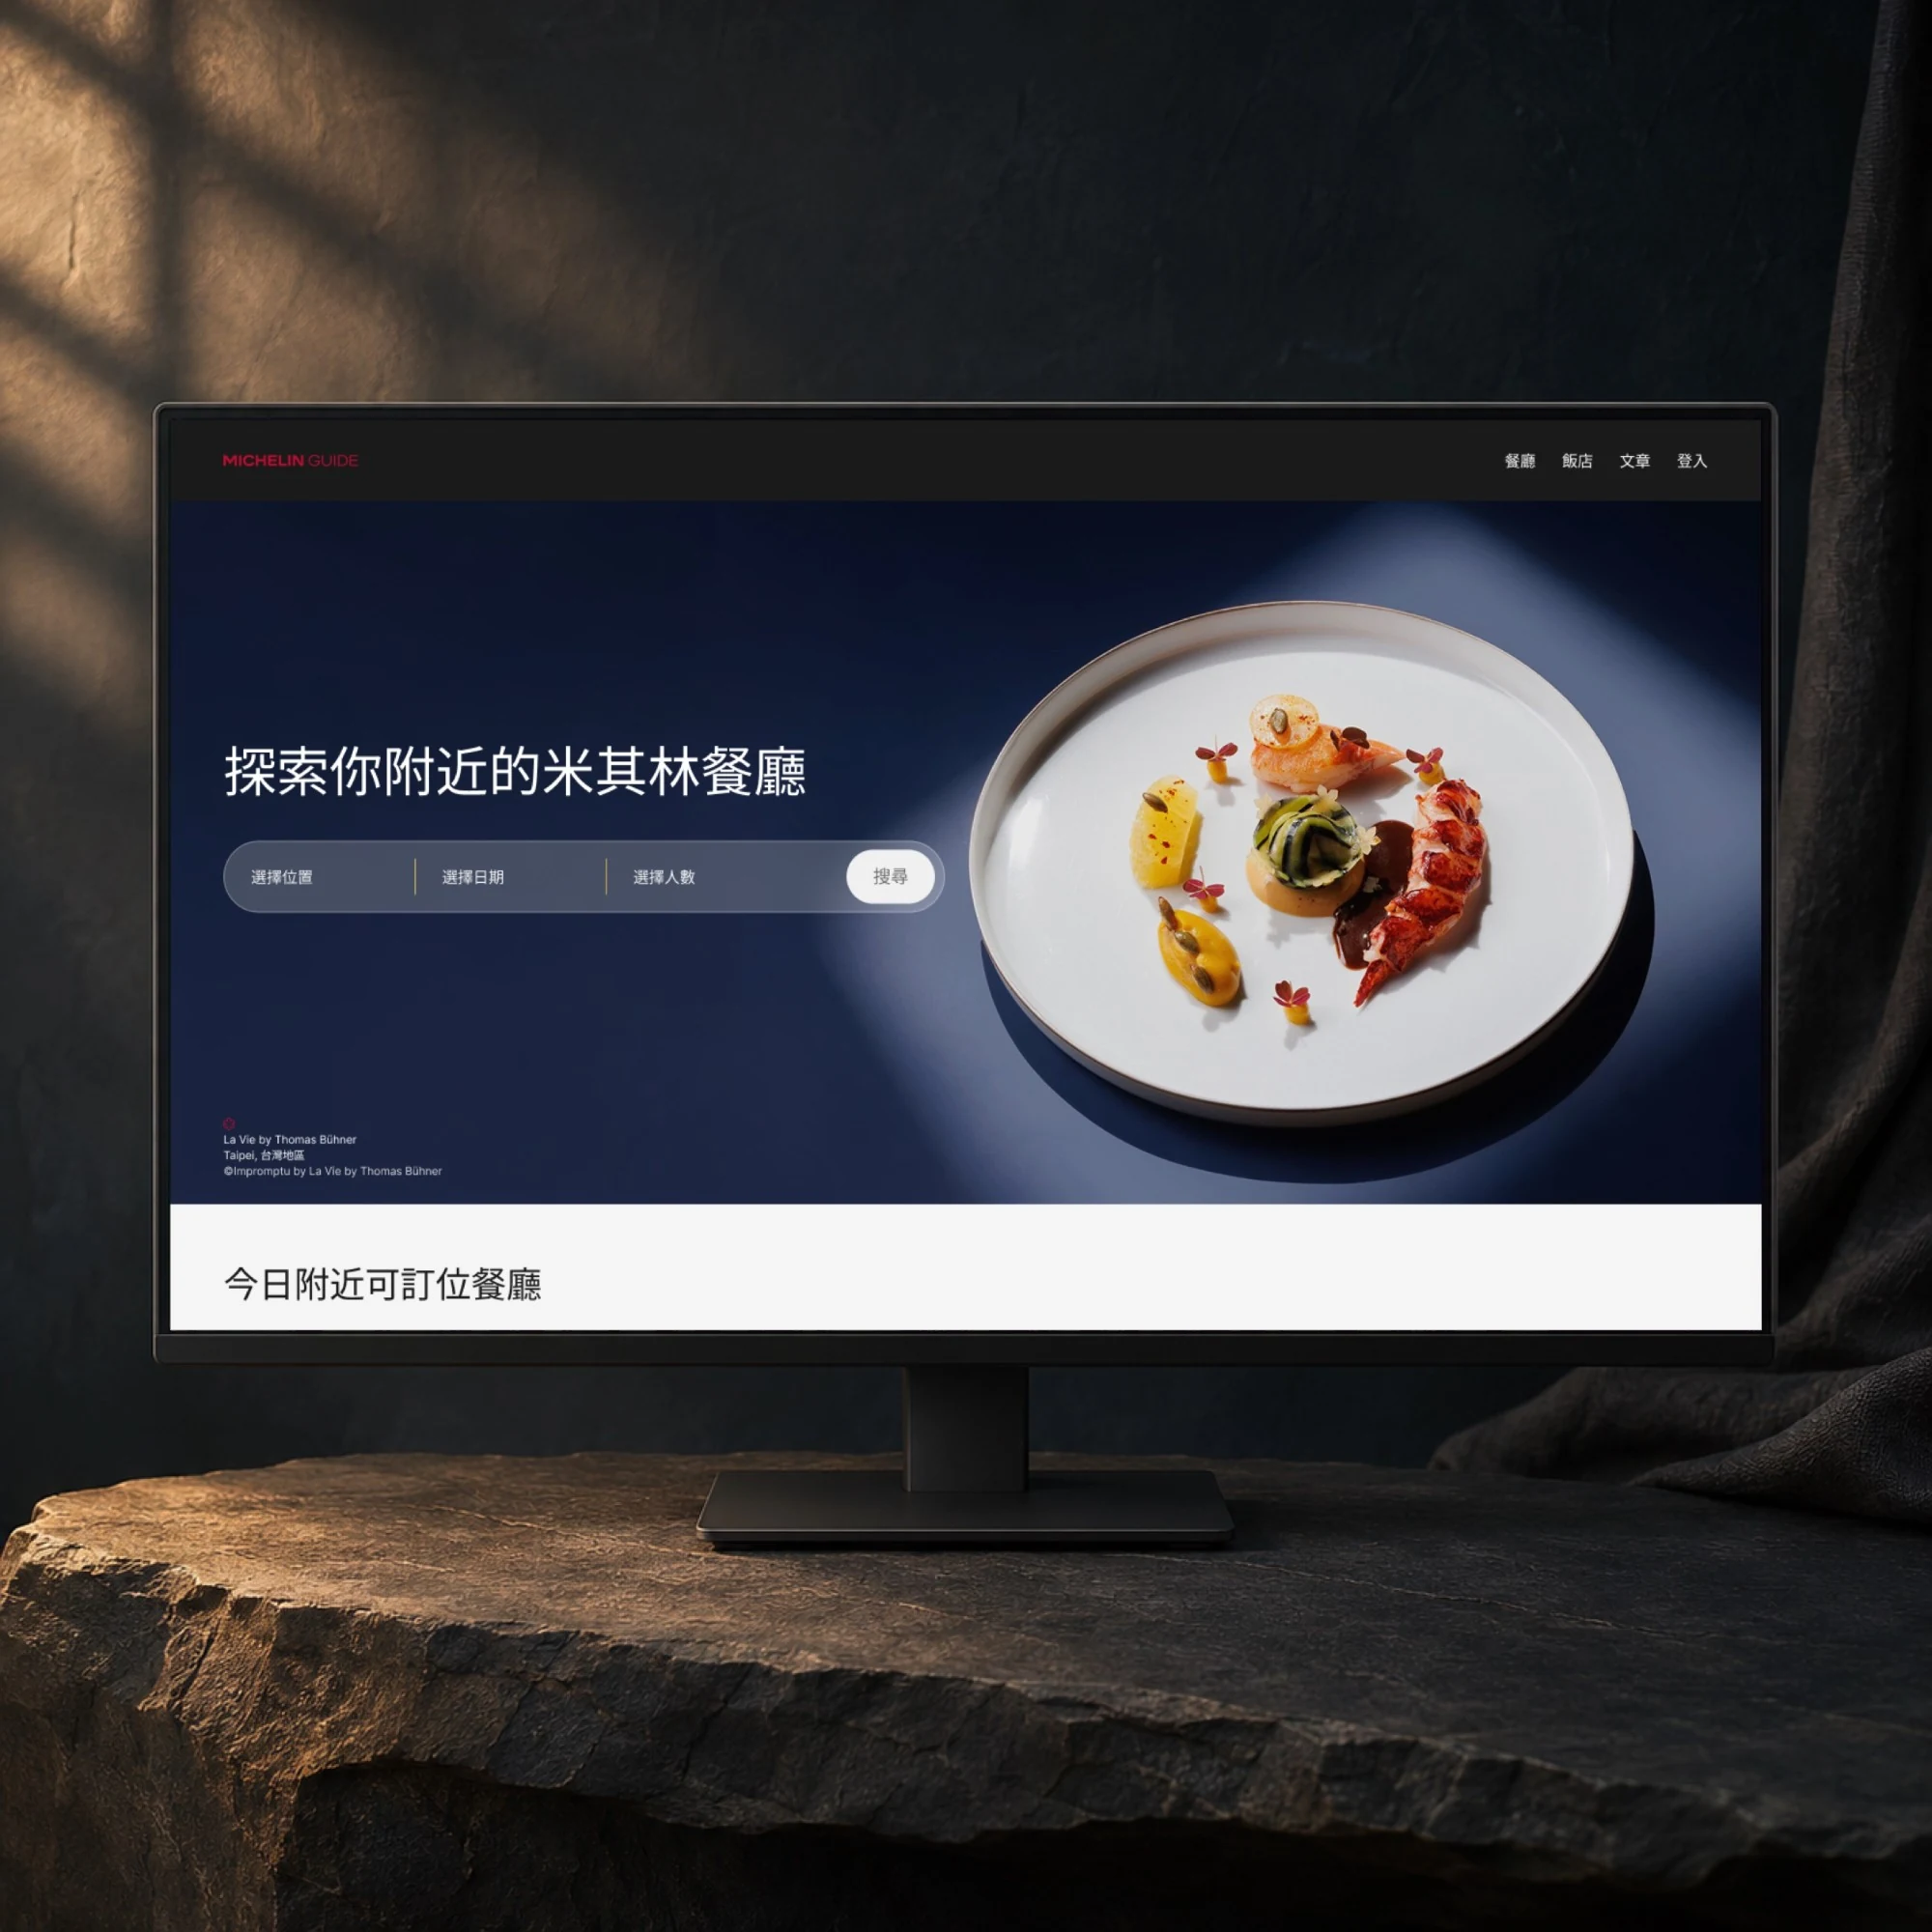 MICHELIN GUIDE
餐廳 飯店 文章 登入
探索你附近的米其林餐廳
選擇位置 選擇日期 選擇人數 搜尋
La Vie by Thomas Bühner
Taipei, 台灣地區
©Impromptu by La Vie by Thomas Bühner
今日附近可訂位餐廳